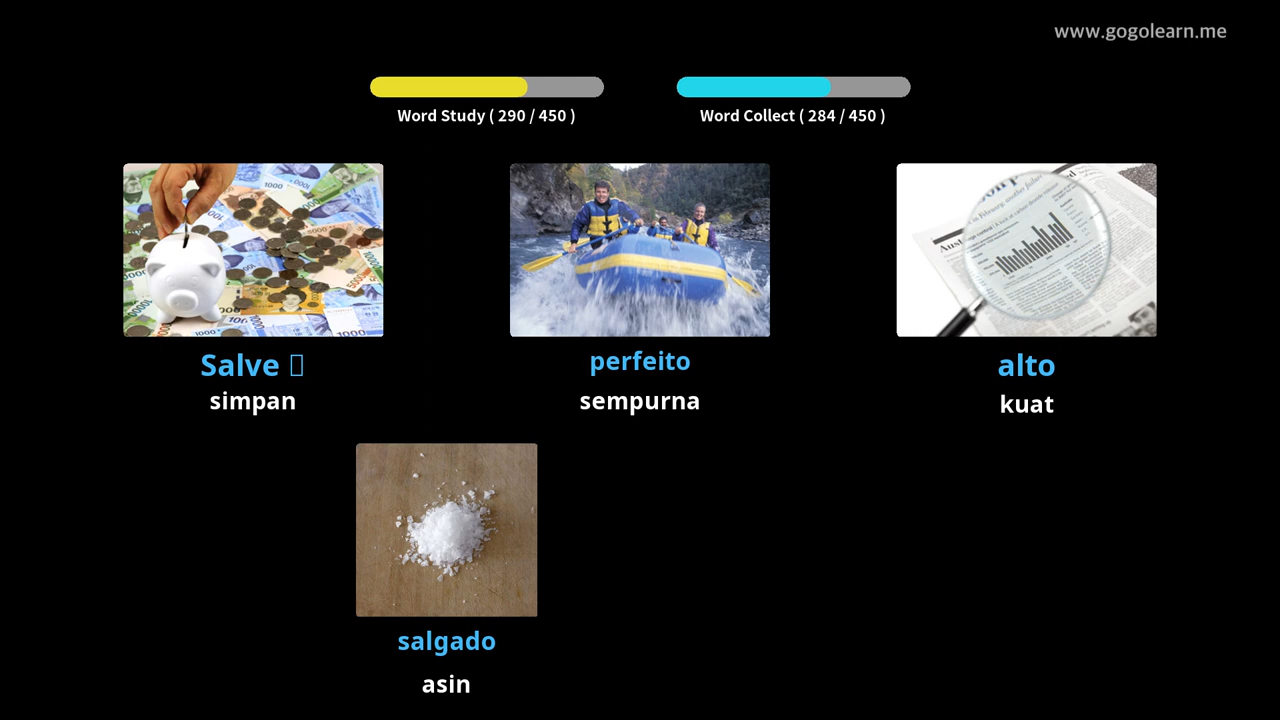 www.gogolearn.me
Word Study ( 290 / 450 )
Word Collect ( 284 / 450 )
Salve
simpan
perfeito
sempurna
alto
kuat
salgado
asin